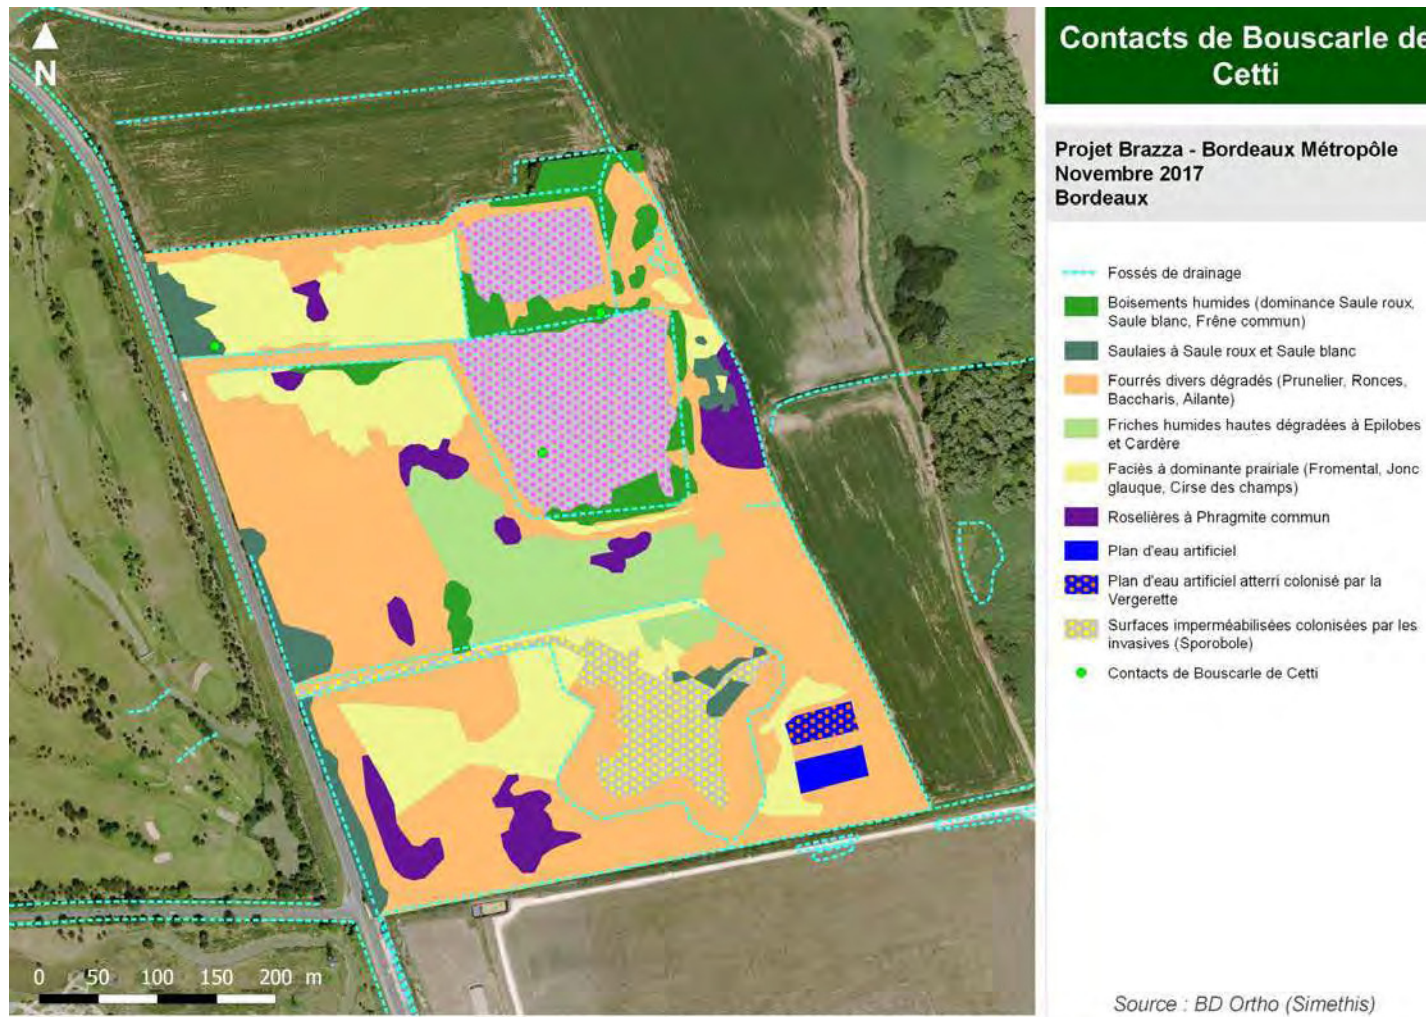 N
0 50 100 150 200 m
Contacts de Bouscarle de
Cetti
Projet Brazza - Bordeaux Métropôle
Novembre 2017
Bordeaux
Fossés de drainage
Boisements humides (dominance Saule roux,
Saule blanc, Frêne commun)
Saulaies à Saule roux et Saule blanc
Fourrés divers dégradés (Prunelier, Ronces,
Baccharis, Ailante)
Friches humides hautes dégradées à Epilobes
et Cardère
Faciès à dominante prairiale (Fromental, Jonc
glauque, Cirse des champs)
Roselières à Phragmite commun
Plan d'eau artificiel
Plan d'eau artificiel atterri colonisé par la
Vergerette
Surfaces imperméabilisées colonisées par les
invasives (Sporobole)
Contacts de Bouscarle de Cetti
Source : BD Ortho (Simethis)